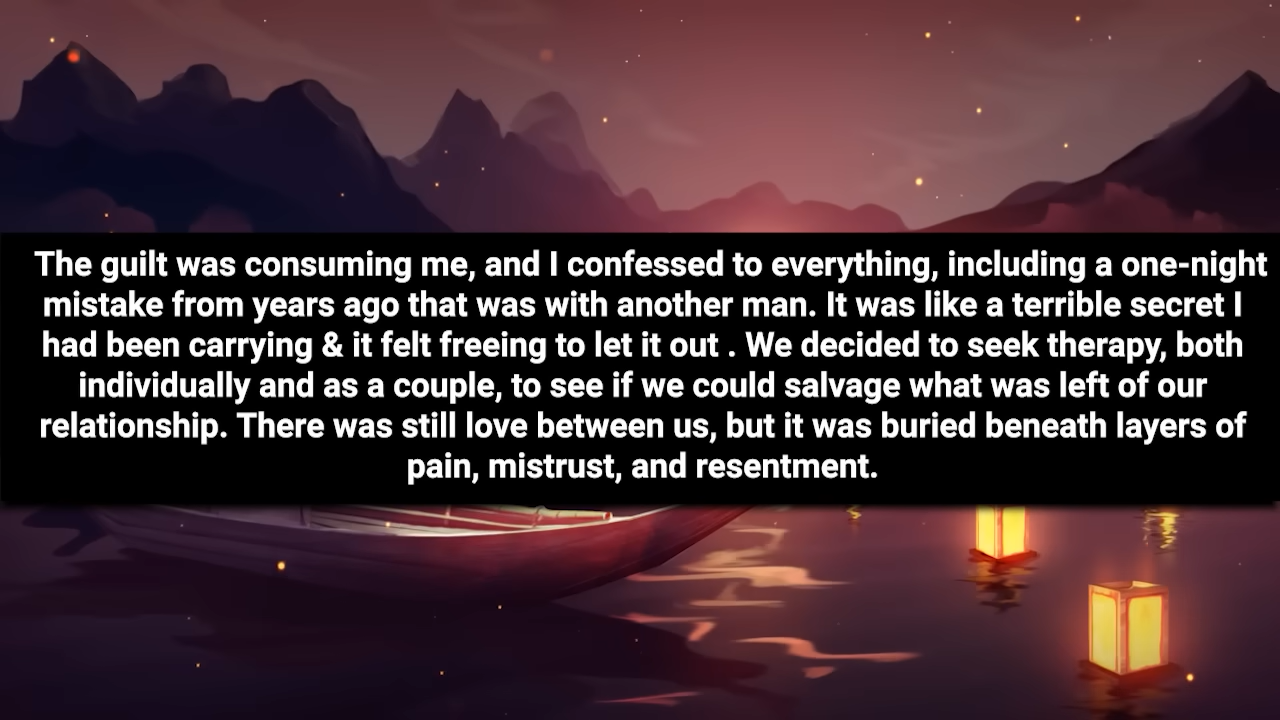 The guilt was consuming me, and I confessed to everything, including a one-night
mistake from years ago that was with another man. It was like a terrible secret I
had been carrying & it felt freeing to let it out . We decided to seek therapy, both
individually and as a couple, to see if we could salvage what was left of our
relationship. There was still love between us, but it was buried beneath layers of
pain, mistrust, and resentment.